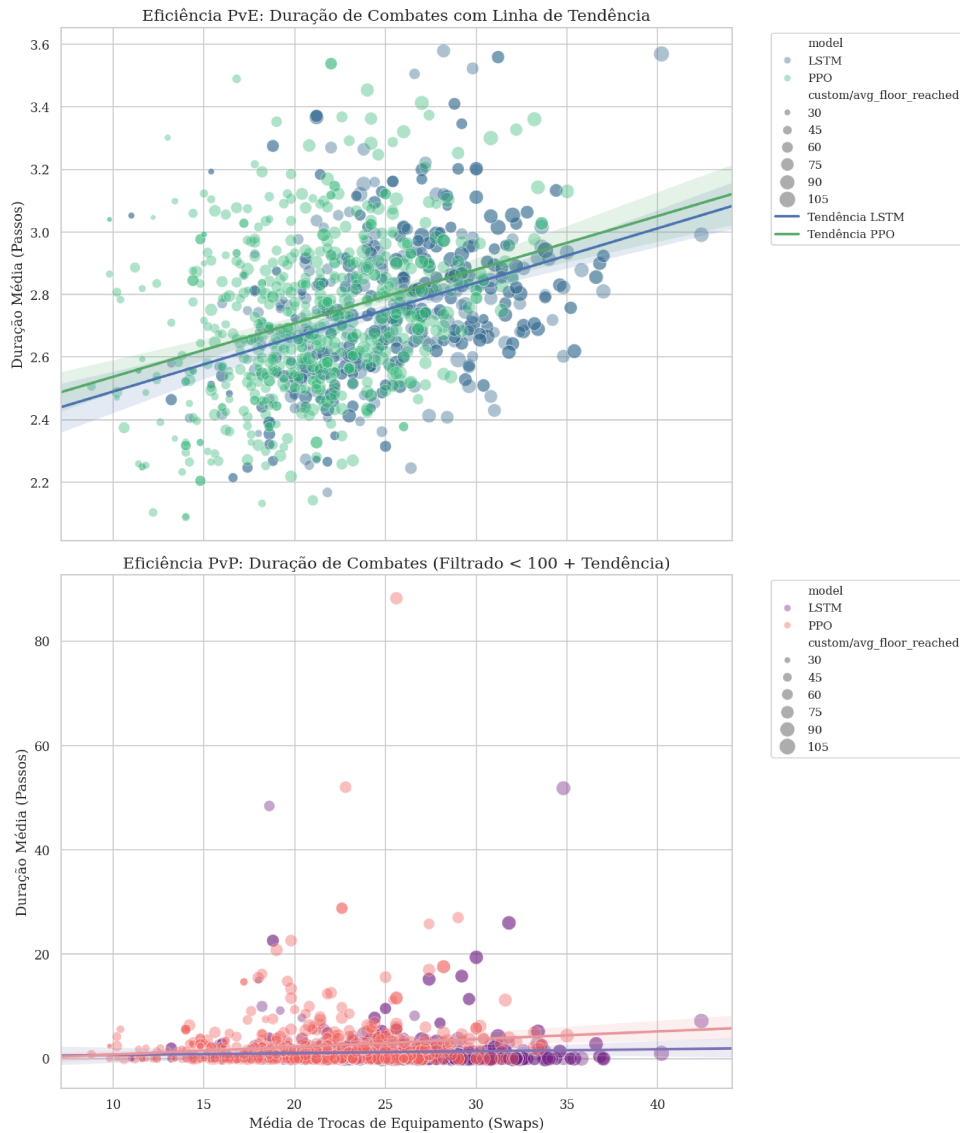 Eficiência PvE: Duração de Combates com Linha de Tendência
3.6
3.4
3.2
3.0
2.8
2.6
2.4
2.2
Duração Média (Passos)
model
LSTM
PPO
custom/avg_floor_reached
30
45
60
75
90
105
Tendência LSTM
Tendência PPO
Eficiência PvP: Duração de Combates (Filtrado < 100 + Tendência)
80
60
40
20
0
Duração Média (Passos)
10
15
20
25
30
35
40
Média de Trocas de Equipamento (Swaps)
model
LSTM
PPO
custom/avg_floor_reached
30
45
60
75
90
105